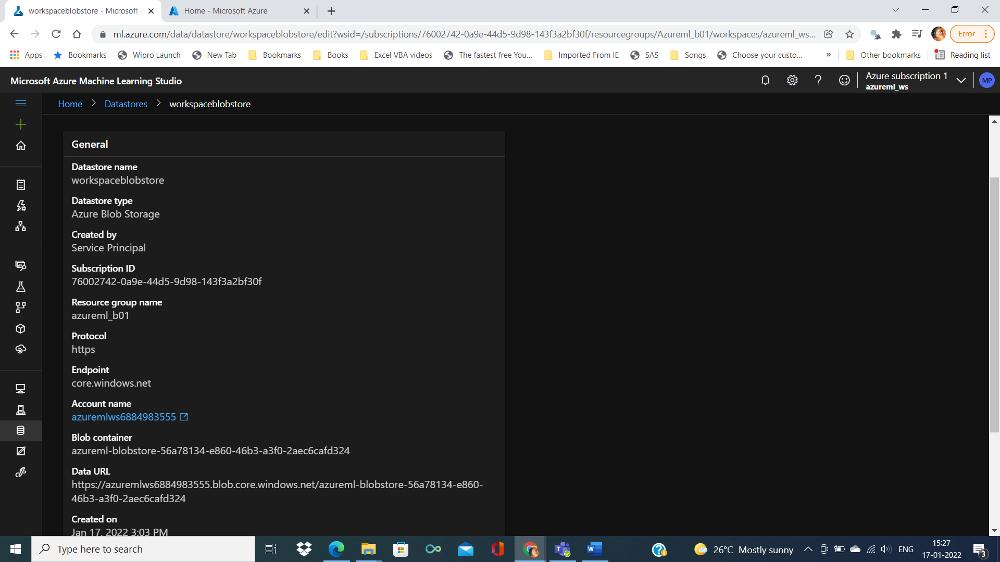 workspaceblobstore - Microsoft A
Home - Microsoft Azure
ml.azure.com/data/datastore/workspaceblobstore/edit?wsid=/subscriptions/76002742-0a9e-44d5-9d98-143f3a2bf30f/resourcegroups/Azureml_b01/workspaces/azureml_ws...
Error
Apps
Bookmarks
Wipro Launch
New Tab
Bookmarks
Books
Excel VBA videos
The fastest free You...
Imported From IE
SAS
Songs
Choose your custo...
»
Other bookmarks
Reading list
Microsoft Azure Machine Learning Studio
Azure subscription 1
azureml_ws
MP
Home > Datastores > workspaceblobstore
General
Datastore name
workspaceblobstore
Datastore type
Azure Blob Storage
Created by
Service Principal
Subscription ID
76002742-0a9e-44d5-9d98-143f3a2bf30f
Resource group name
azureml_b01
Protocol
https
Endpoint
core.windows.net
Account name
azuremlws6884983555
Blob container
azureml-blobstore-56a78134-e860-46b3-a3f0-2aec6cafd324
Data URL
https://azuremlws6884983555.blob.core.windows.net/azureml-blobstore-56a78134-e860-
46b3-a3f0-2aec6cafd324
Created on
Jan 17, 2022 3:03 PM
Type here to search
26°C Mostly sunny
ENG
15:27
17-01-2022
3